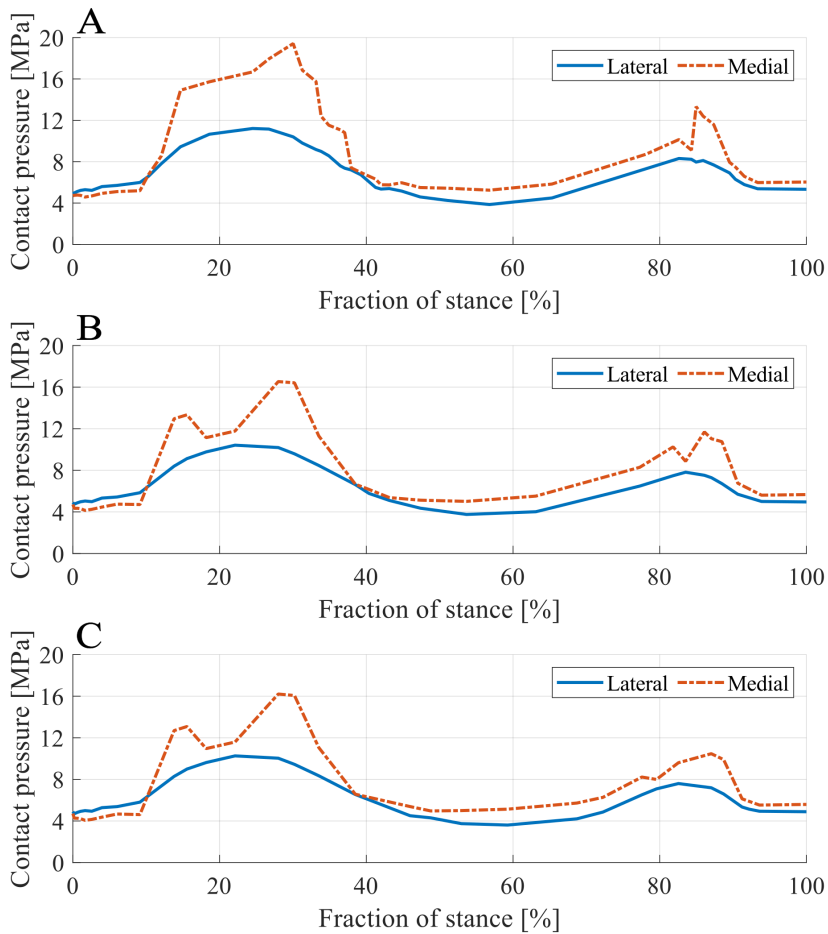 A
Contact pressure [MPa]
20
16
12
8
4
0
Lateral
Medial
0 20 40 60 80 100
Fraction of stance [%]
B
Contact pressure [MPa]
20
16
12
8
4
0
Lateral
Medial
0 20 40 60 80 100
Fraction of stance [%]
C
Contact pressure [MPa]
20
16
12
8
4
0
Lateral
Medial
0 20 40 60 80 100
Fraction of stance [%]